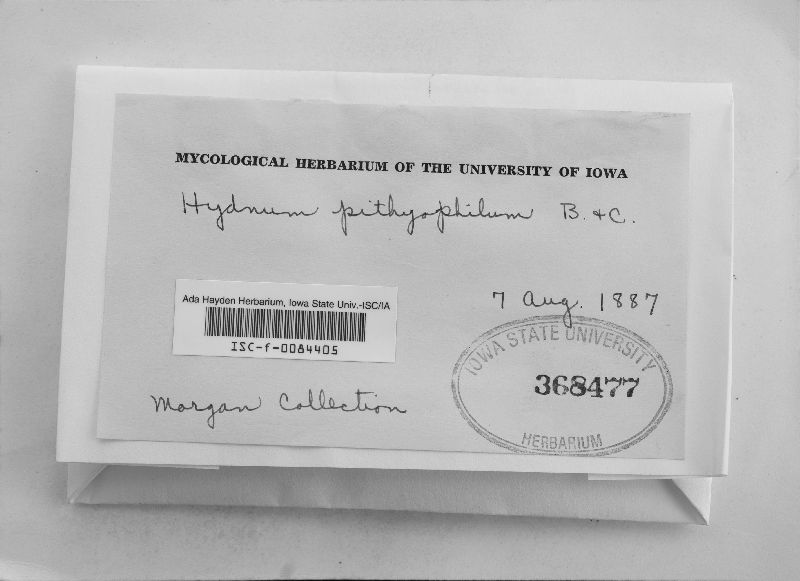 MYCOLOGICAL HERBARIUM OF THE UNIVERSITY OF IOWA
Hydnum pithyophilum B. & C.
Ada Hayden Herbarium, Iowa State Univ.-ISC/IA
ISC-f-0084405
7 Aug. 1887
IOWA STATE UNIVERSITY
368477
HERBARIUM
Morgan Collection